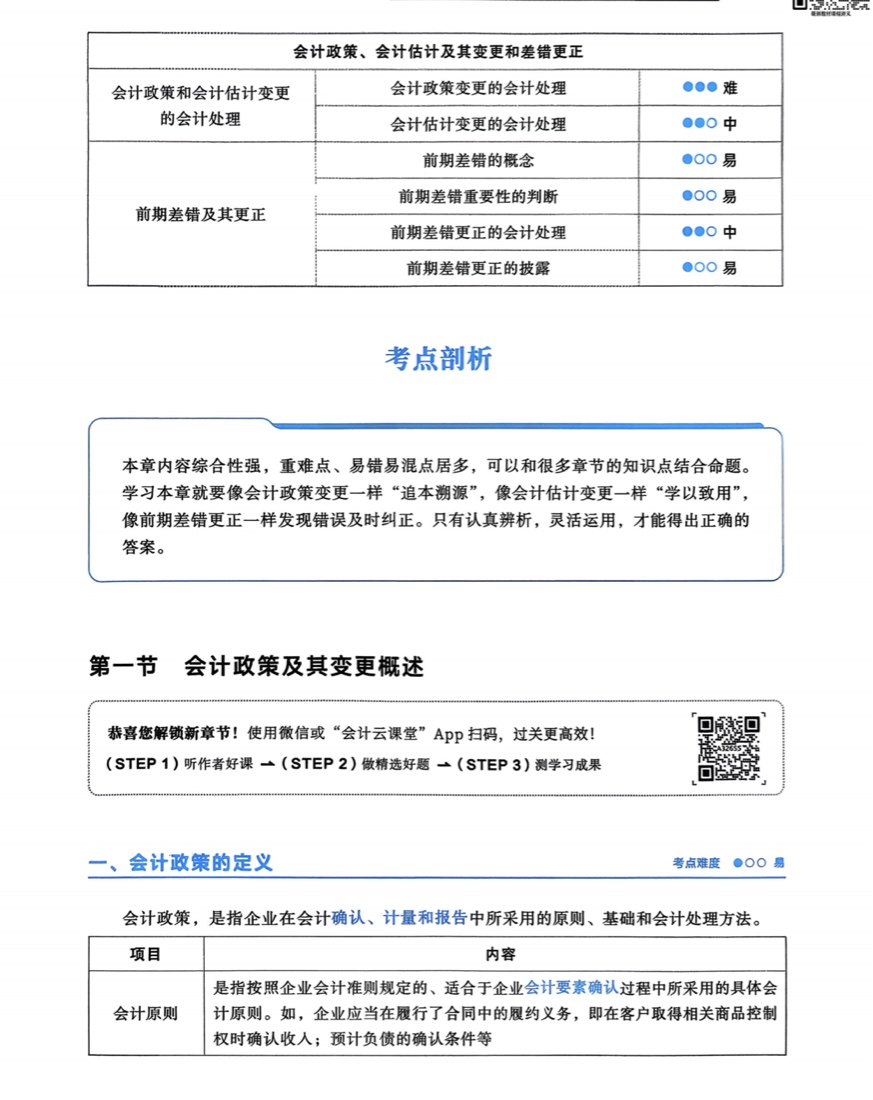 会计政策、会计估计及其变更和差错更正
会计政策和会计估计变更
的会计处理
会计政策变更的会计处理
难
会计估计变更的会计处理
中
前期差错及其更正
前期差错的概念
易
前期差错重要性的判断
易
前期差错更正的会计处理
中
前期差错更正的披露
易
考点剖析
本章内容综合性强，重难点、易错易混点居多，可以和很多章节的知识点结合命题。
学习本章就要像会计政策变更一样“追本溯源”，像会计估计变更一样“学以致用”，
像前期差错更正一样发现错误及时纠正。只有认真辨析，灵活运用，才能得出正确的
答案。
第一节 会计政策及其变更概述
恭喜您解锁新章节！使用微信或“会计云课堂”App 扫码，过关更高效！
（STEP 1）听作者好课 ⇀（STEP 2）做精选好题 ⇀（STEP 3）测学习成果
一、会计政策的定义
考点难度 易
会计政策，是指企业在会计确认、计量和报告中所采用的原则、基础和会计处理方法。
项目
内容
会计原则
是指按照企业会计准则规定的、适合于企业会计要素确认过程中所采用的具体会
计原则。如，企业应当在履行了合同中的履约义务，即在客户取得相关商品控制
权时确认收入；预计负债的确认条件等